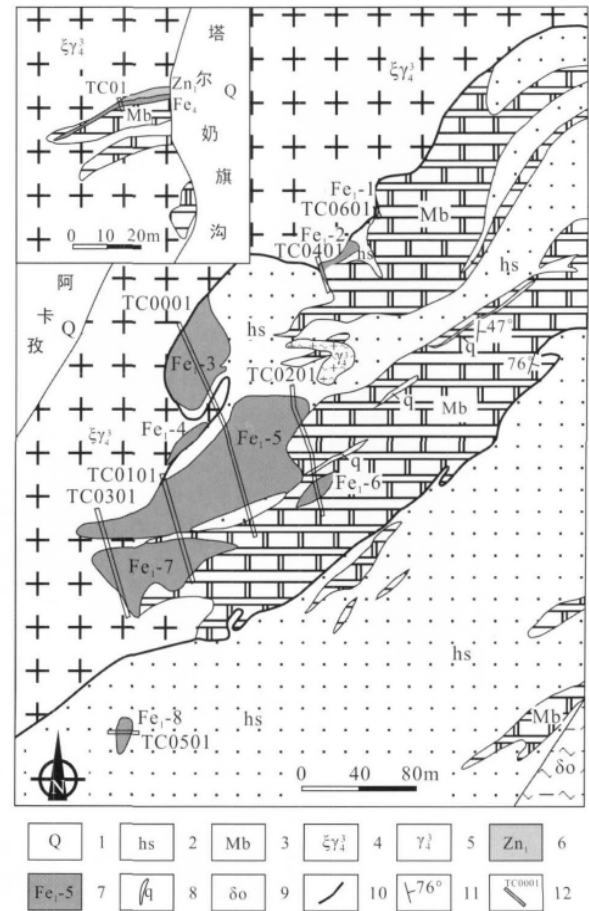 ξγ₄³
塔
尔
奶
旗
沟
Q
TC01
Zn₁
Fe₄
Mb
0 10 20m
ξγ₄³
Fe₁-1
TC0601
Mb
Fe₁-2
TC0401
hs
hs
阿
卡
孜
Q
TC0001
hs
47°
q
γ₄³
Fe₁-3
TC0201
76°
q
Mb
ξγ₄³
Fe₁-4
Fe₁-5
q
TC0101
Fe₁-6
TC0301
Fe₁-7
hs
Fe₁-8
hs
TC0501
Mb
δo
N
0 40 80m
Q 1 hs 2 Mb 3 ξγ₄³ 4 γ₄³ 5 Zn₁ 6
Fe₁-5 7 q 8 δo 9 10 76° 11 TC0001 12